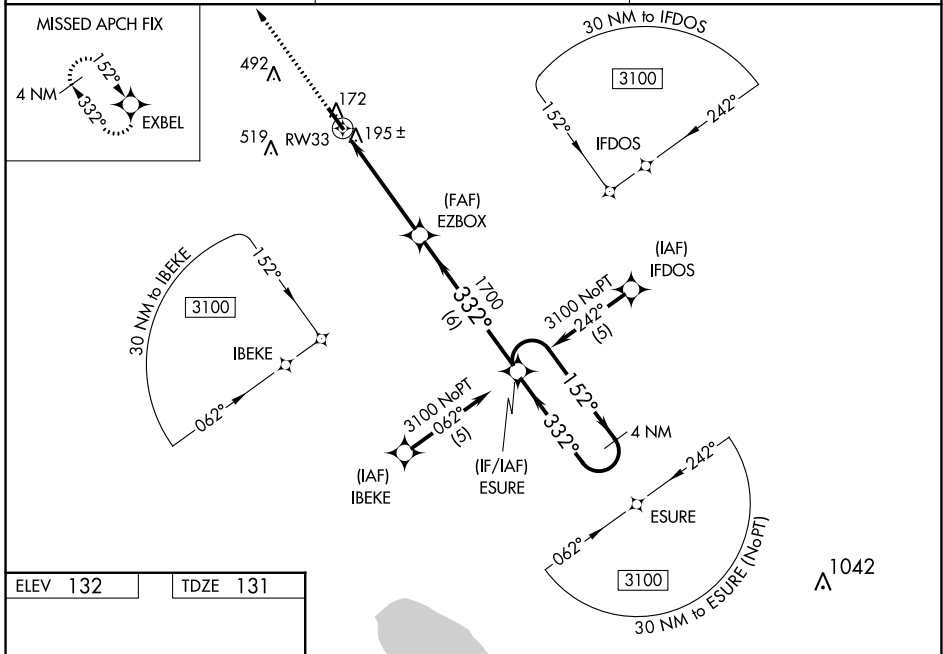 MISSED APCH FIX
152°
4 NM
332°
EXBEL
492
172
519
RW33
195 ±
30 NM to IFDOS
3100
152°
242°
IFDOS
(FAF)
EZBOX
30 NM to IBEKE
152°
3100
IBEKE
062°
1700
332°
(6)
(IAF)
IFDOS
3100 NoPT
242°
(5)
3100 NoPT
062°
(5)
152°
332°
4 NM
(IAF)
IBEKE
(IF/IAF)
ESURE
242°
ESURE
062°
3100
30 NM to ESURE (NoPT)
1042
ELEV 132
TDZE 131